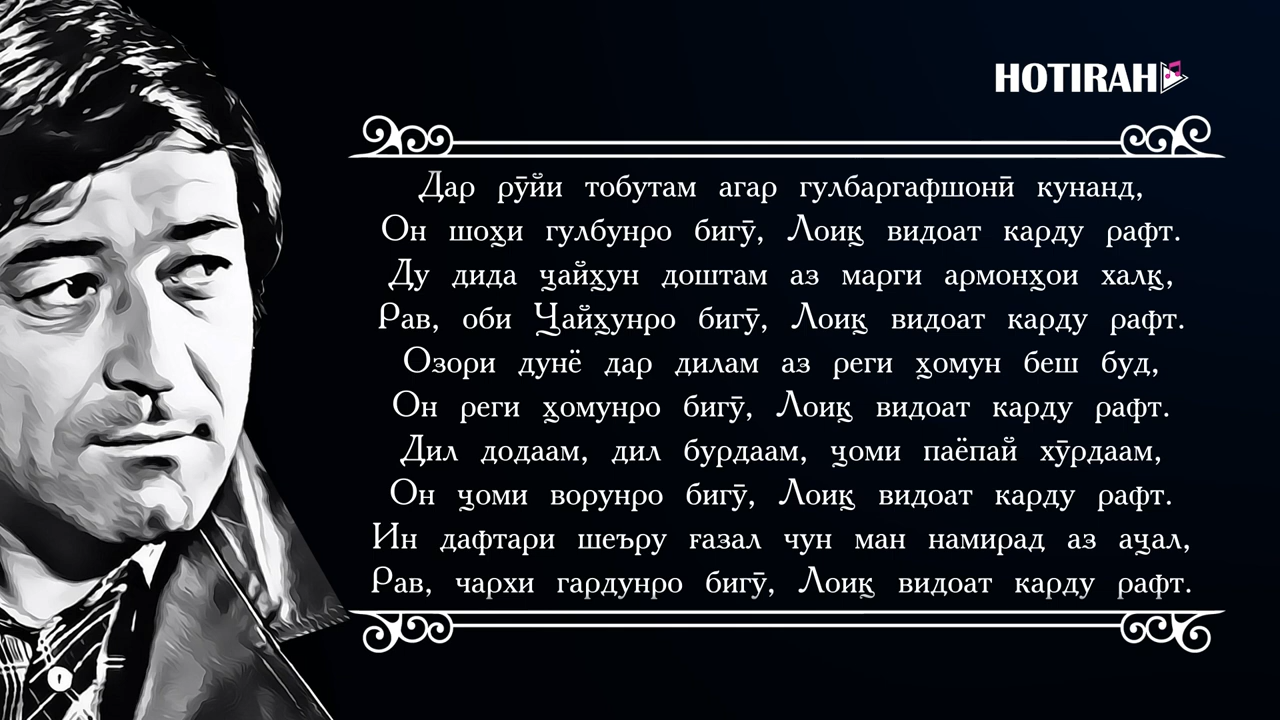 HOTIRAH
Дар рӯйи тобутам агар гулбаргафшонӣ кунанд,
Он шоҳи гулбунро бигӯ, Лоиқ видоат карду рафт.
Ду дида ҷайҳун доштам аз марги армонҳои халқ,
Рав, оби Ҷайҳунро бигӯ, Лоиқ видоат карду рафт.
Озори дунё дар дилам аз реги ҳомун беш буд,
Он реги ҳомунро бигӯ, Лоиқ видоат карду рафт.
Дил додаам, дил бурдаам, ҷоми паёпай хӯрдаам,
Он ҷоми ворунро бигӯ, Лоиқ видоат карду рафт.
Ин дафтари шеъру ғазал чун ман намирад аз аҷал,
Рав, чархи гардунро бигӯ, Лоиқ видоат карду рафт.